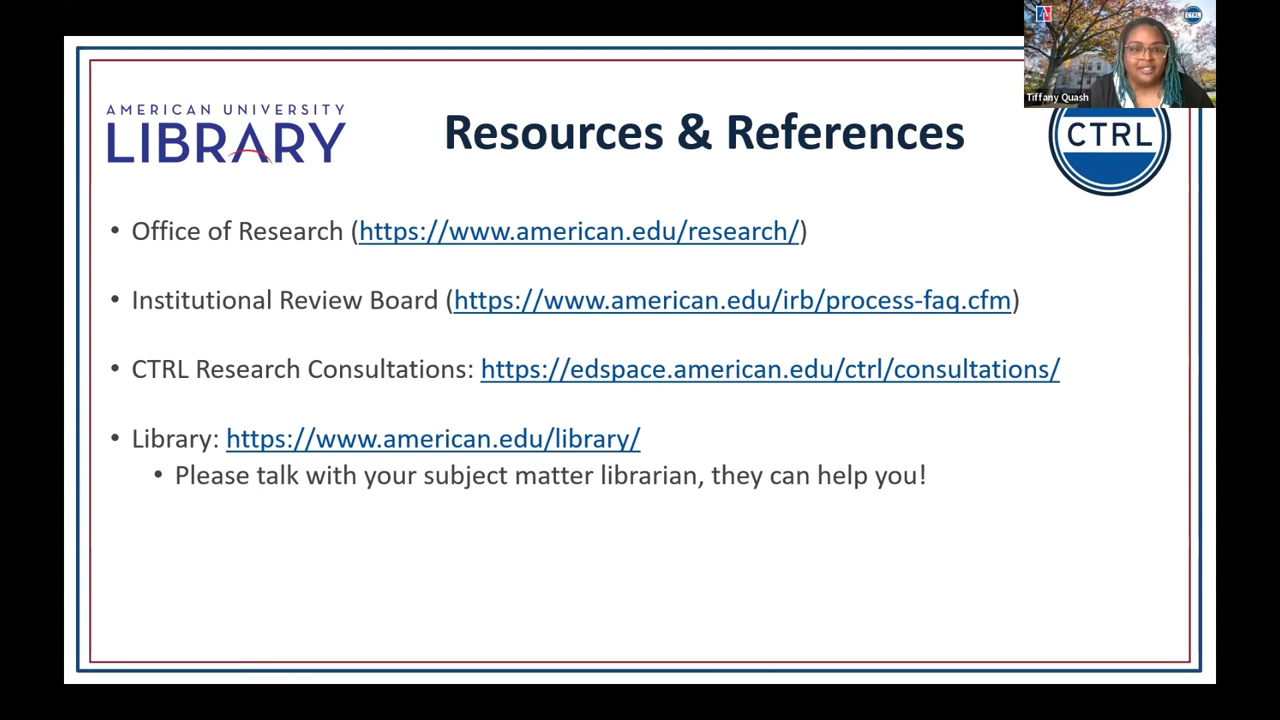 Tiffany Quash
CTRL
AMERICAN UNIVERSITY
LIBRARY
Resources & References
CTRL
• Office of Research (https://www.american.edu/research/)
• Institutional Review Board (https://www.american.edu/irb/process-faq.cfm)
• CTRL Research Consultations: https://edspace.american.edu/ctrl/consultations/
• Library: https://www.american.edu/library/
• Please talk with your subject matter librarian, they can help you!